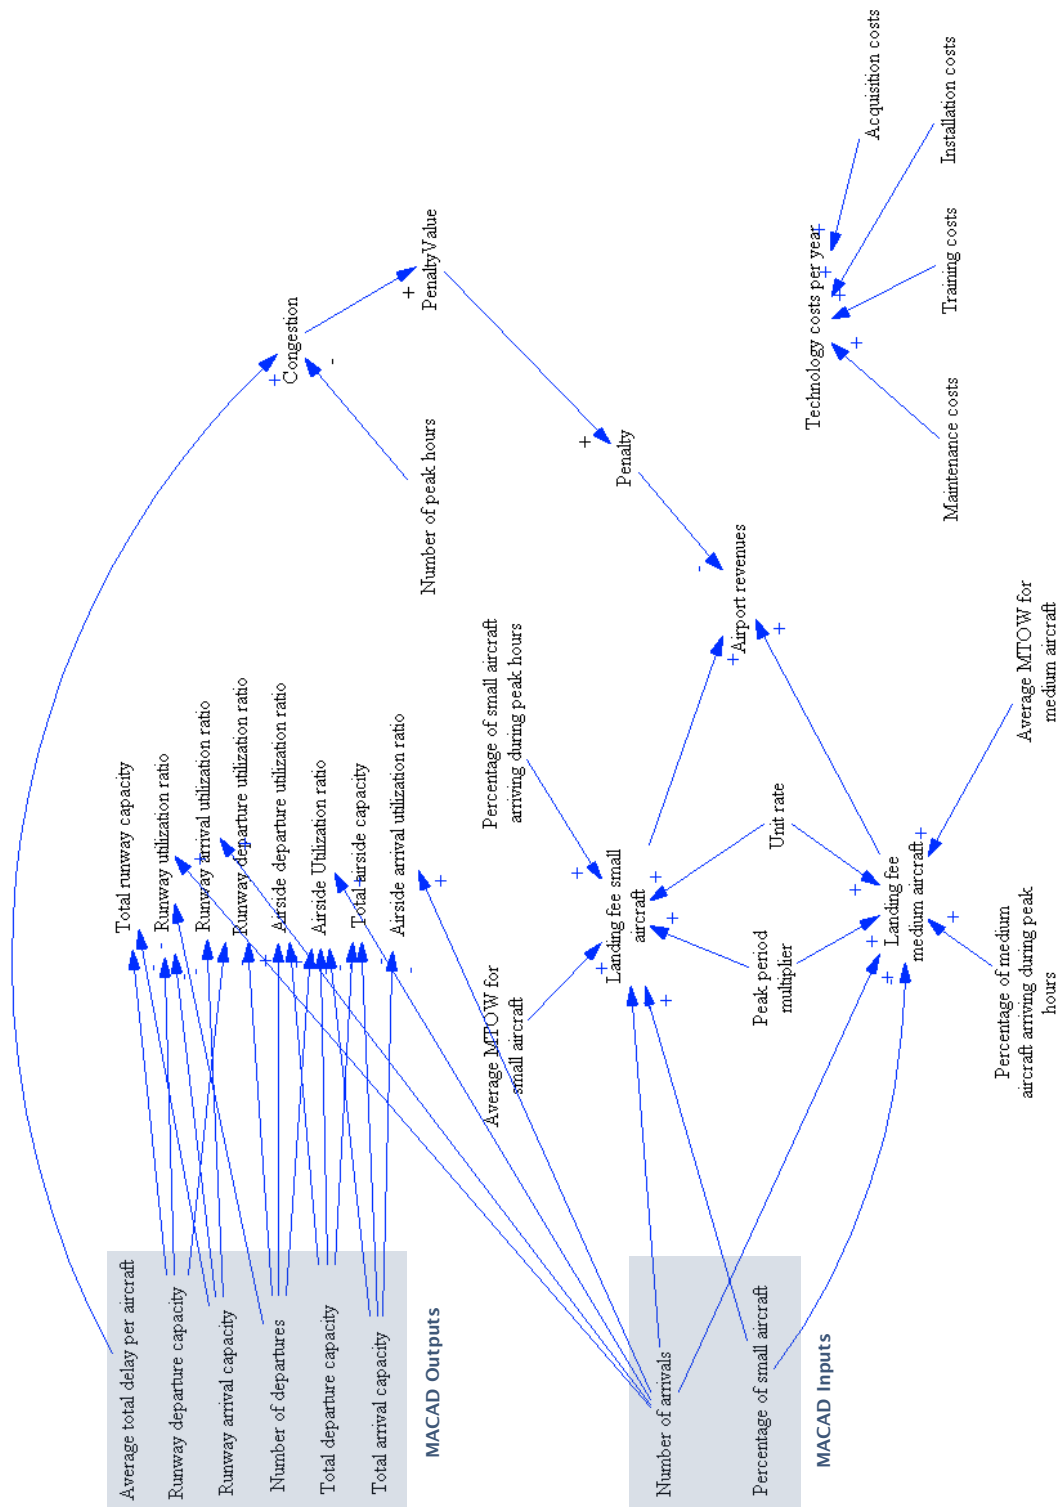 Average total delay per aircraft
Runway departure capacity
Runway arrival capacity
Number of departures
Total departure capacity
Total arrival capacity
MACAD Outputs
Number of arrivals
Percentage of small aircraft
MACAD Inputs
Total runway capacity
Runway utilization ratio
Runway arrival utilization ratio
Runway departure utilization ratio
Airside departure utilization ratio
Airside Utilization ratio
Total airside capacity
Airside arrival utilization ratio
Average MTOW for
small aircraft
Percentage of small aircraft
arriving during peak hours
Landing fee small
aircraft
Peak period
multiplier
Unit rate
Landing fee
medium aircraft
Percentage of medium
aircraft arriving during peak
hours
Average MTOW for
medium aircraft
Airport revenues
Penalty
Number of peak hours
Congestion
PenaltyValue
Technology costs per year
Maintenance costs
Training costs
Installation costs
Acquisition costs